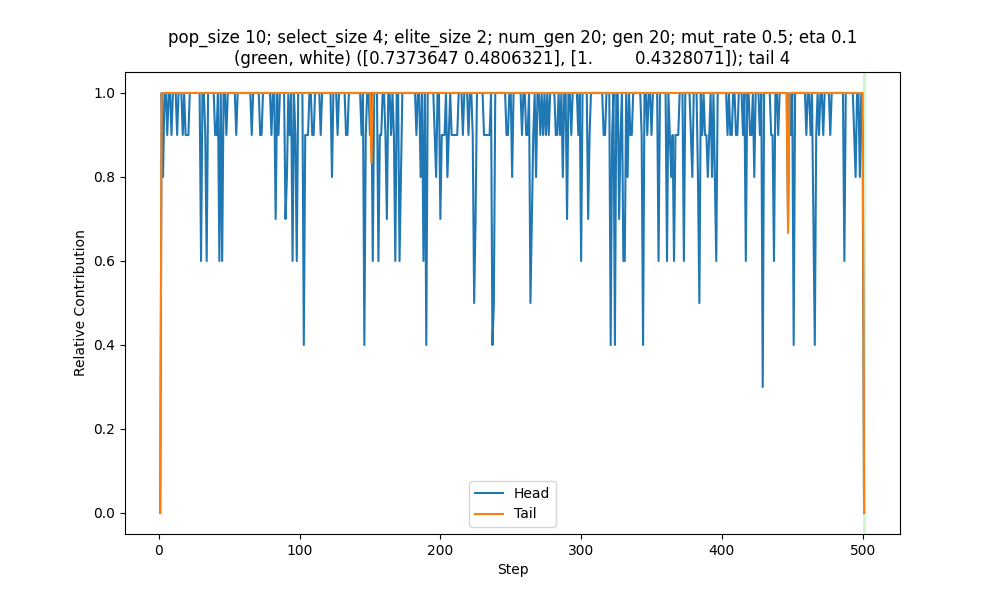 pop_size 10; select_size 4; elite_size 2; num_gen 20; gen 20; mut_rate 0.5; eta 0.1
(green, white) ([0.7373647 0.4806321], [1.        0.4328071]); tail 4
1.0
0.8
0.6
0.4
0.2
0.0
Relative Contribution
Head
Tail
0 100 200 300 400 500
Step